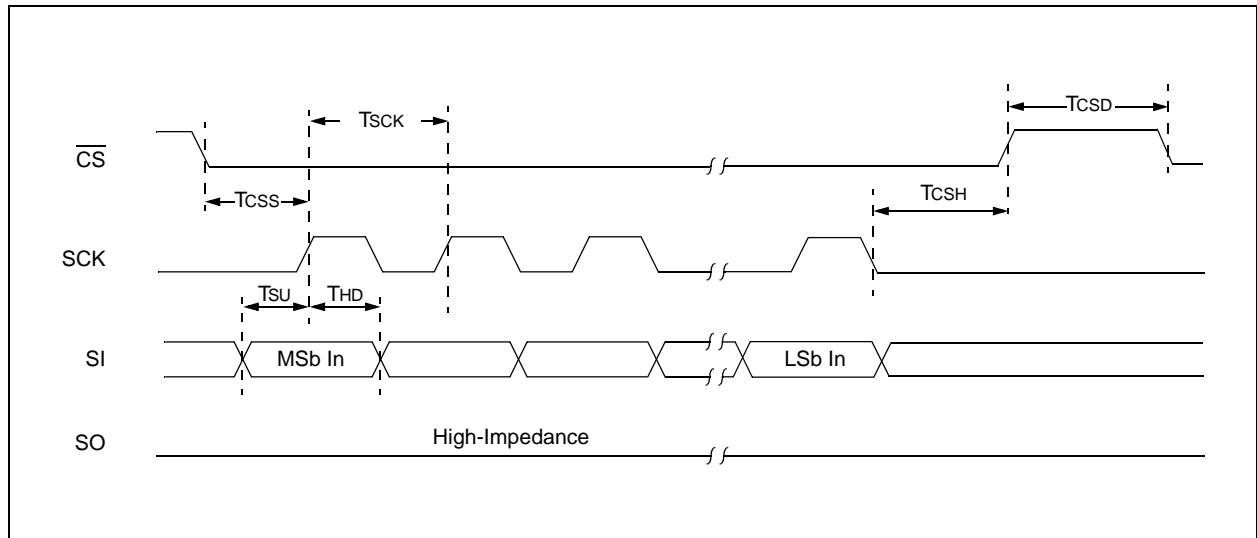 TCSD
TSCK
CS
TCSS
TCSH
SCK
TSU
THD
SI
MSb In
LSb In
High-Impedance
SO